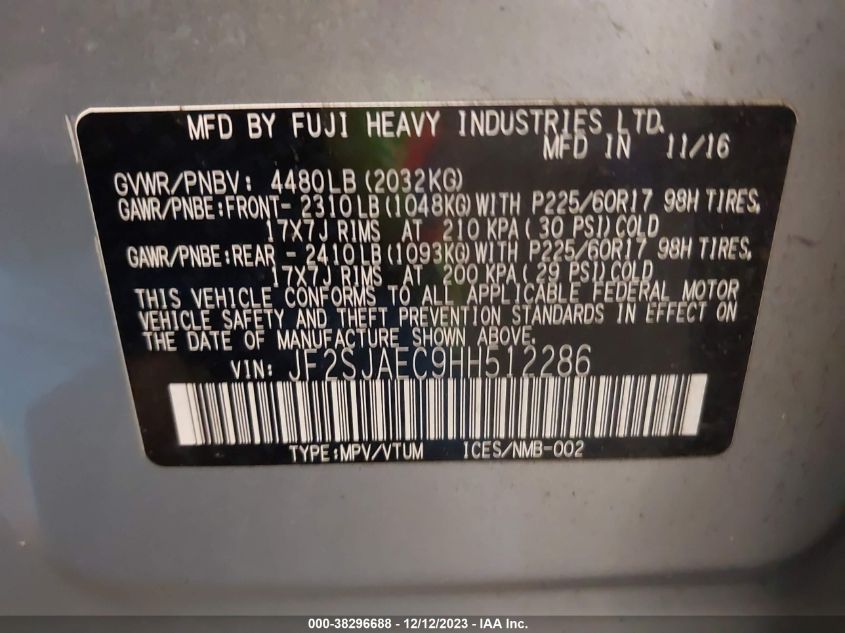 MFD BY FUJI HEAVY INDUSTRIES LTD.
MFD IN 11/16
GVWR/PNBV: 4480LB(2032KG)
GAWR/PNBE:FRONT- 2310LB(1048KG)WITH P225/60R17 98H TIRES,
17X7J RIMS AT 210 KPA( 30 PSI)COLD
GAWR/PNBE:REAR - 2410LB(1093KG)WITH P225/60R17 98H TIRES,
17X7J RIMS AT 200 KPA( 29 PSI)COLD
THIS VEHICLE CONFORMS TO ALL APPLICABLE FEDERAL MOTOR
VEHICLE SAFETY AND THEFT PREVENTION STANDARDS IN EFFECT ON
THE DATE OF MANUFACTURE SHOWN ABOVE.
VIN: JF2SJAEC9HH512286
TYPE:MPV/VTUM ICES/NMB-002
000-38296688 - 12/12/2023 - IAA Inc.